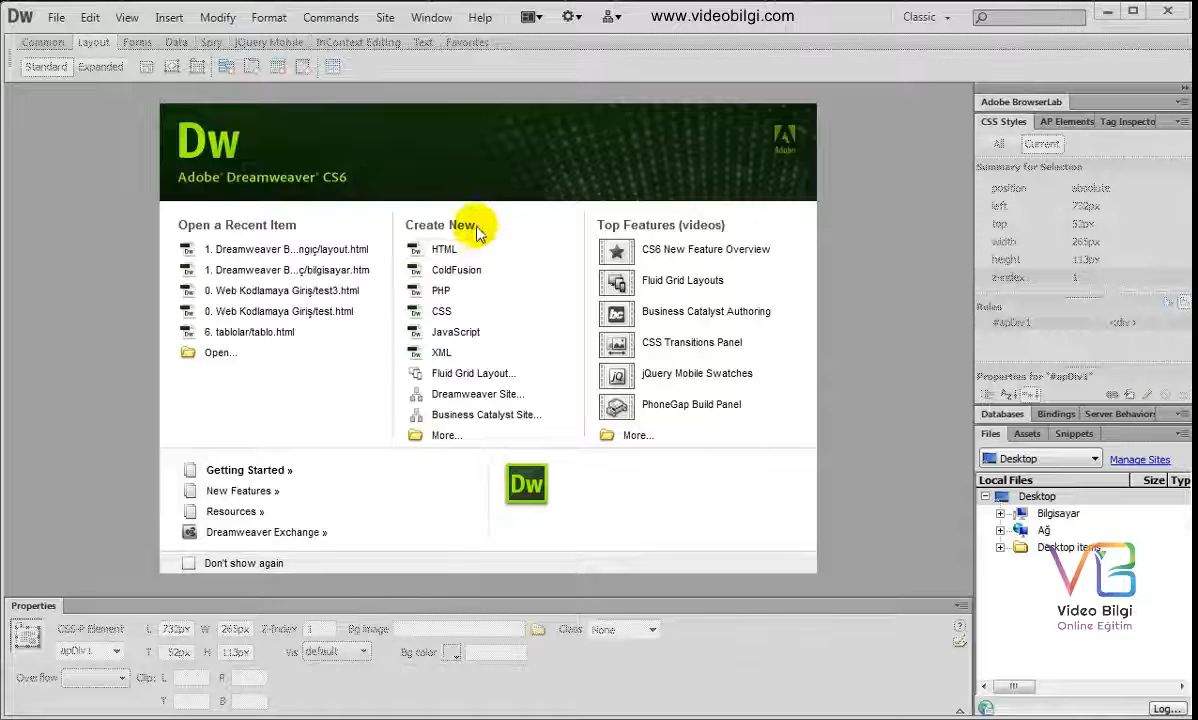 Dw File Edit View Insert Modify Format Commands Site Window Help www.videobilgi.com Classic
Common Layout Forms Data Spry jQuery Mobile InContext Editing Text Favorites
Standard Expanded
Dw
Adobe® Dreamweaver® CS6
Adobe
Open a Recent Item
1. Dreamweaver B...ngıç/layout.html
1. Dreamweaver B...ç/bilgisayar.htm
0. Web Kodlamaya Giriş/test3.html
0. Web Kodlamaya Giriş/test.html
6. tablolar/tablo.html
Open...
Create New
HTML
ColdFusion
PHP
CSS
JavaScript
XML
Fluid Grid Layout...
Dreamweaver Site...
Business Catalyst Site...
More...
Top Features (videos)
CS6 New Feature Overview
Fluid Grid Layouts
bc Business Catalyst Authoring
CSS Transitions Panel
jQ jQuery Mobile Swatches
PhoneGap Build Panel
More...
Getting Started »
New Features »
Resources »
Dreamweaver Exchange »
Dw
Don't show again
Adobe BrowserLab
CSS Styles AP Elements Tag Inspecto
All Current
Summary for Selection
position absolute
left 732px
top 52px
width 265px
height 113px
z-index 1
Rules
#apDiv1 <div>
Properties for "#apDiv1"
Databases Bindings Server Behavior
Files Assets Snippets
Desktop Manage Sites
Local Files Size Typ
Desktop
Bilgisayar
Ağ
Desktop items
VB
Video Bilgi
Online Eğitim
Log...
Properties
CSS-P Element L 732px W 265px Z-Index 1 Bg image Class None
apDiv1 T 52px H 113px Vis default Bg color
Overflow Clip: L R
T B